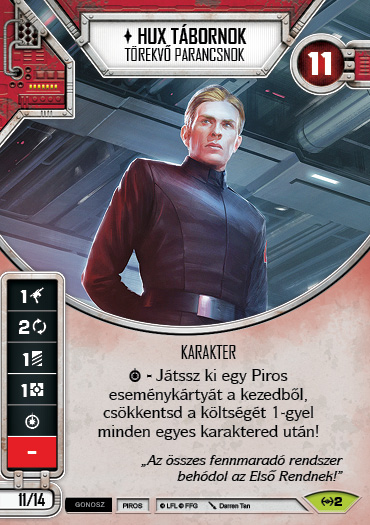 HUX TÁBORNOK
TÖREKVŐ PARANCSNOK
11
1
2
1
1
-
11/14
KARAKTER
- Játssz ki egy Piros
eseménykártyát a kezedből,
csökkentsd a költségét 1-gyel
minden egyes karaktered után!
„Az összes fennmaradó rendszer
behódol az Első Rendnek!”
GONOSZ
PIROS
© LFL © FFG
Darren Tan
2